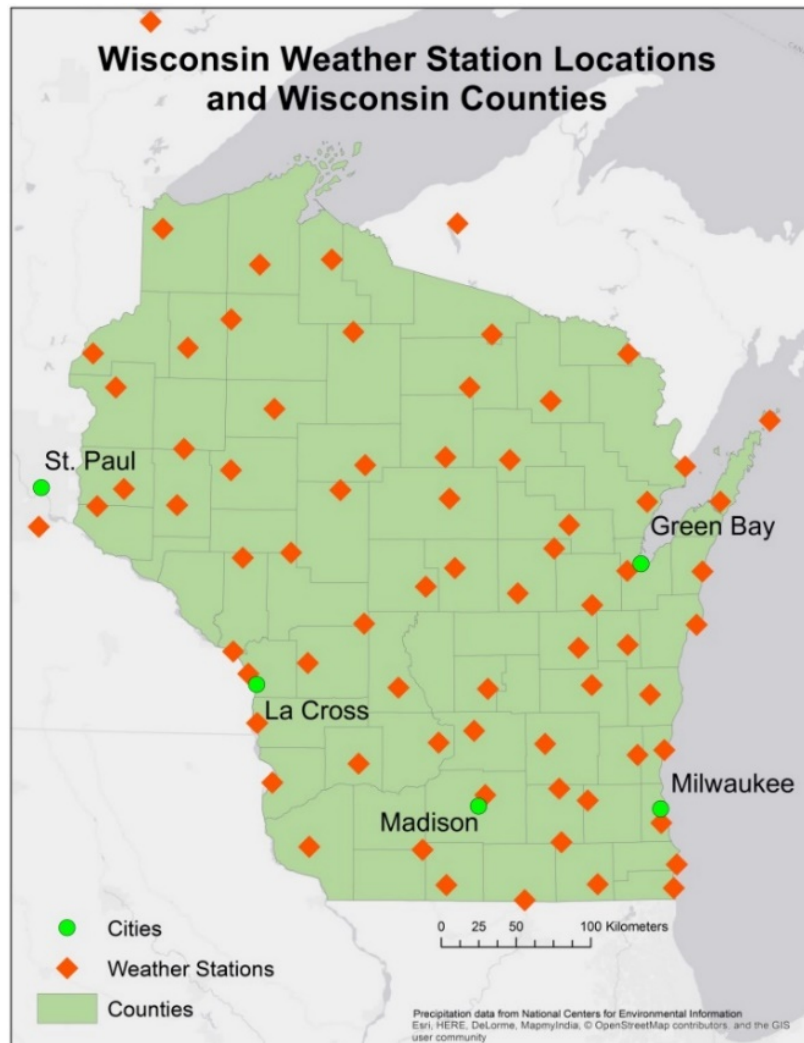 Wisconsin Weather Station Locations
and Wisconsin Counties
St. Paul
Green Bay
La Cross
Milwaukee
Madison
0 25 50 100 Kilometers
Cities
Weather Stations
Counties
Precipitation data from National Centers for Environmental Information
Esri, HERE, DeLorme, MapmyIndia, © OpenStreetMap contributors, and the GIS
user community